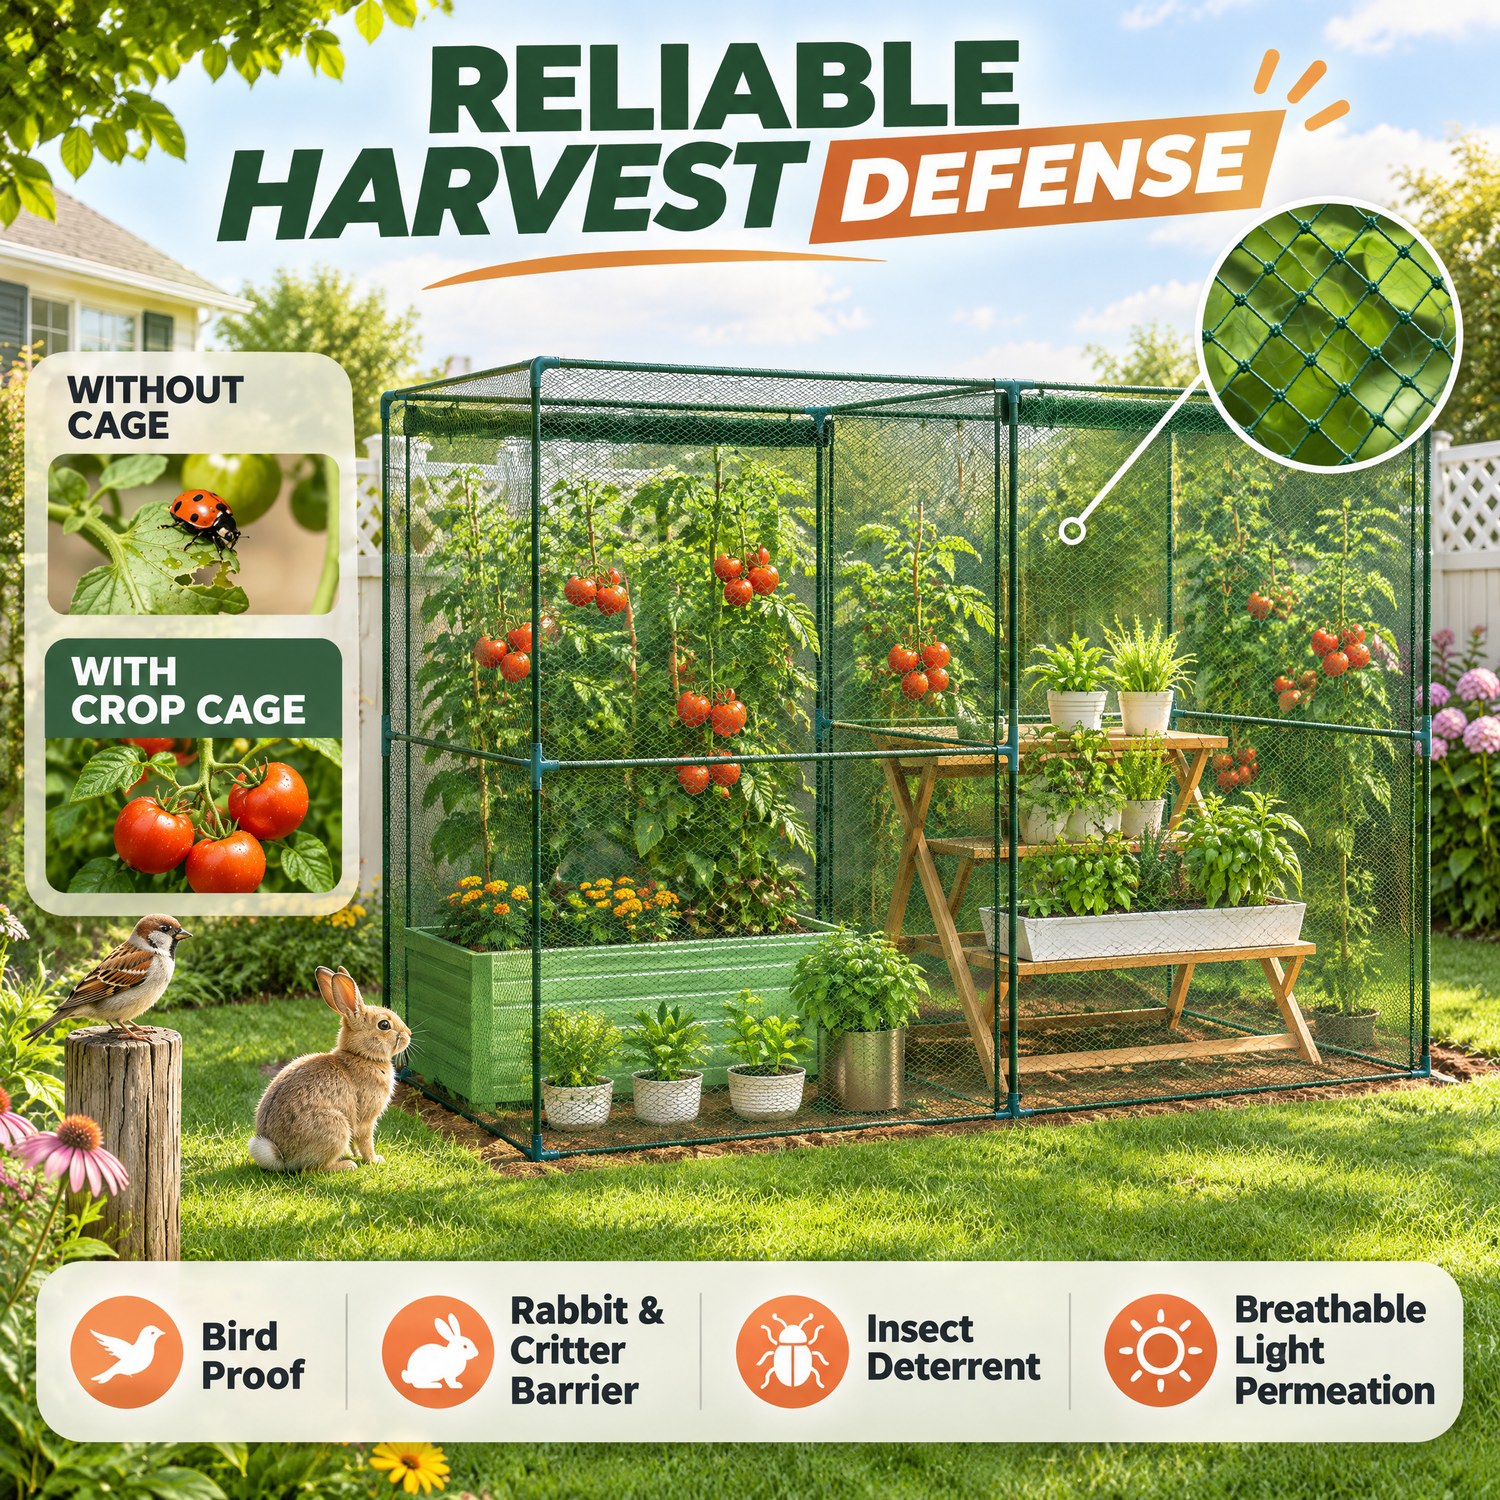 RELIABLE
HARVEST DEFENSE
WITHOUT
CAGE
WITH
CROP CAGE
Bird
Proof
Rabbit &
Critter
Barrier
Insect
Deterrent
Breathable
Light
Permeation